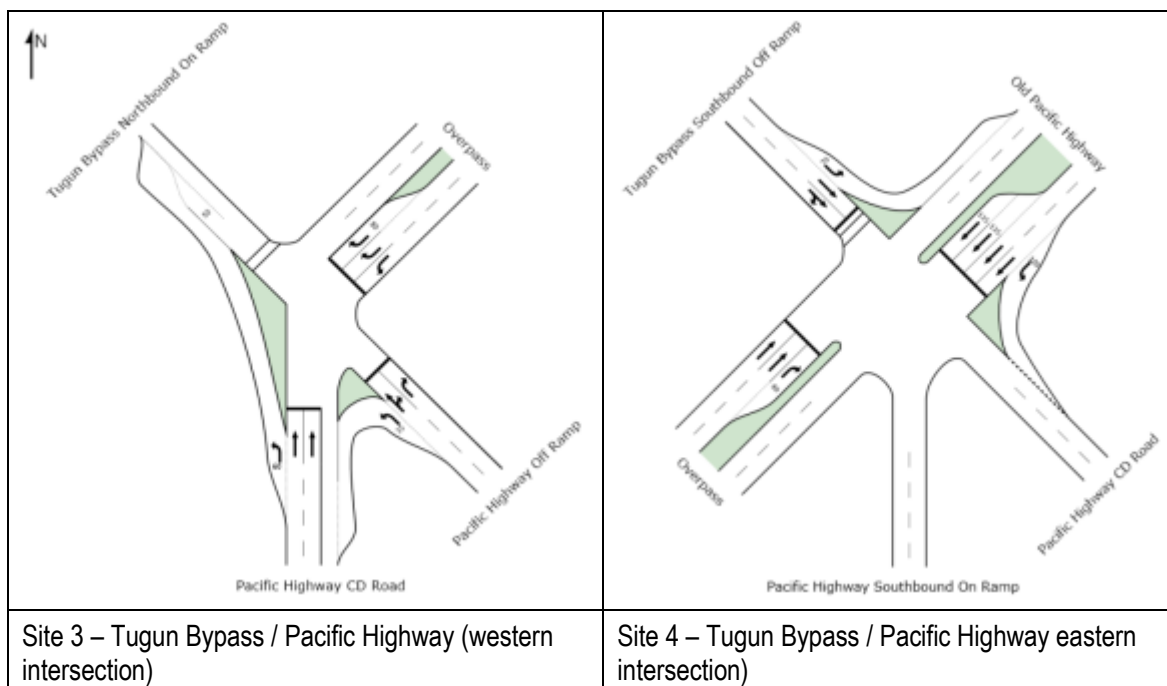 N
Tugun Bypass Northbound On Ramp
Overpass
Pacific Highway Off Ramp
Pacific Highway CD Road
Tugun Bypass Southbound Off Ramp
Old Pacific Highway
Overpass
Pacific Highway CD Road
Pacific Highway Southbound On Ramp
Site 3 – Tugun Bypass / Pacific Highway (western
intersection)
Site 4 – Tugun Bypass / Pacific Highway eastern
intersection)